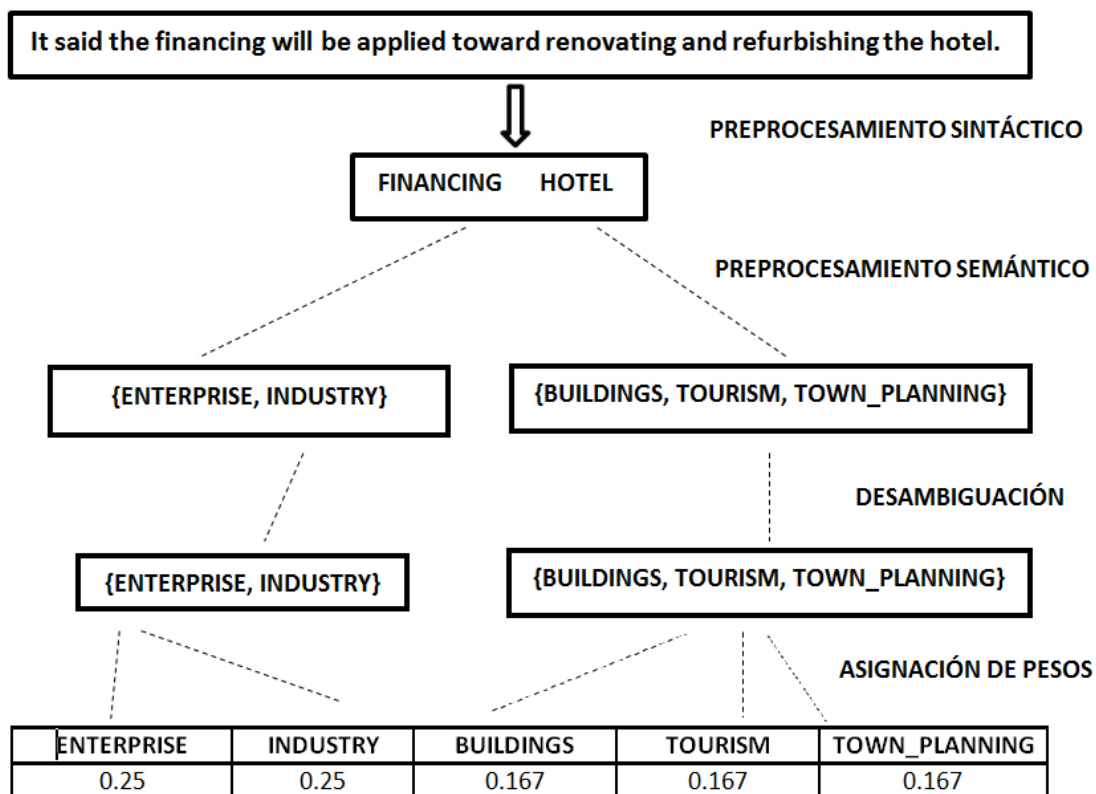 It said the financing will be applied toward renovating and refurbishing the hotel.
PREPROCESAMIENTO SINTÁCTICO
FINANCING HOTEL
PREPROCESAMIENTO SEMÁNTICO
{ENTERPRISE, INDUSTRY} {BUILDINGS, TOURISM, TOWN_PLANNING}
DESAMBIGUACIÓN
{ENTERPRISE, INDUSTRY} {BUILDINGS, TOURISM, TOWN_PLANNING}
ASIGNACIÓN DE PESOS
ENTERPRISE INDUSTRY BUILDINGS TOURISM TOWN_PLANNING
0.25 0.25 0.167 0.167 0.167